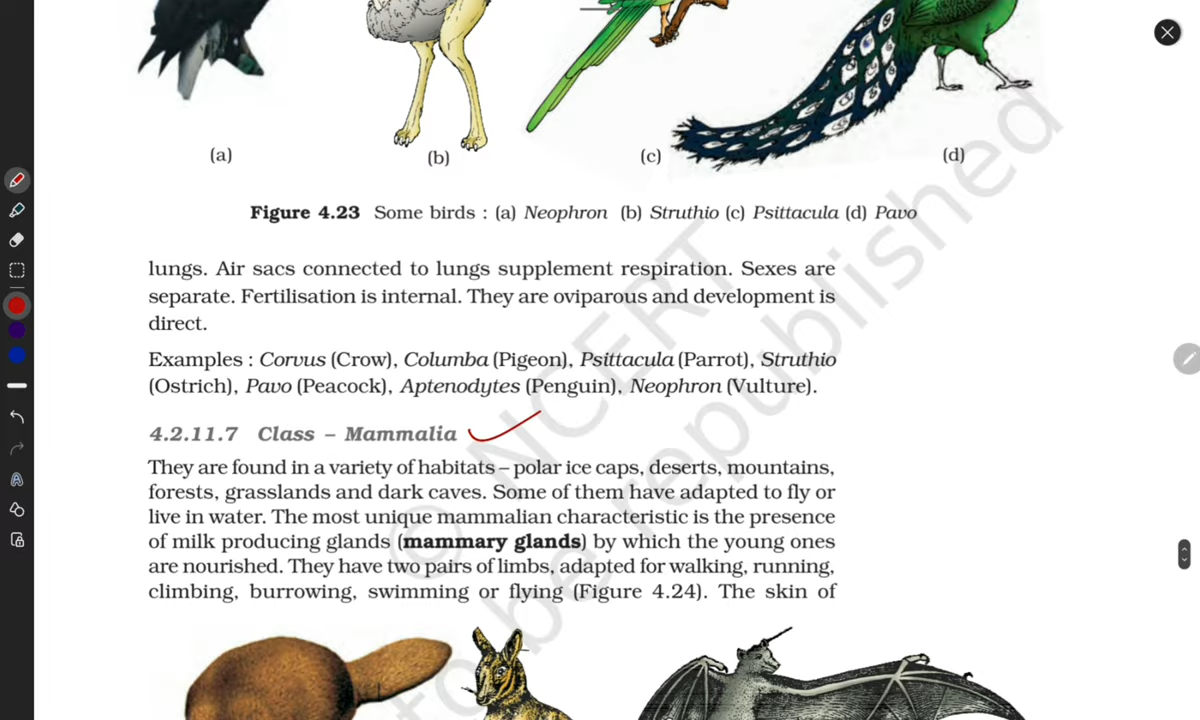 (a)
(b)
(c)
(d)
Figure 4.23 Some birds : (a) Neophron (b) Struthio (c) Psittacula (d) Pavo
lungs. Air sacs connected to lungs supplement respiration. Sexes are
separate. Fertilisation is internal. They are oviparous and development is
direct.
Examples : Corvus (Crow), Columba (Pigeon), Psittacula (Parrot), Struthio
(Ostrich), Pavo (Peacock), Aptenodytes (Penguin), Neophron (Vulture).
4.2.11.7 Class – Mammalia
They are found in a variety of habitats – polar ice caps, deserts, mountains,
forests, grasslands and dark caves. Some of them have adapted to fly or
live in water. The most unique mammalian characteristic is the presence
of milk producing glands (mammary glands) by which the young ones
are nourished. They have two pairs of limbs, adapted for walking, running,
climbing, burrowing, swimming or flying (Figure 4.24). The skin of
© NCERT
to be republished